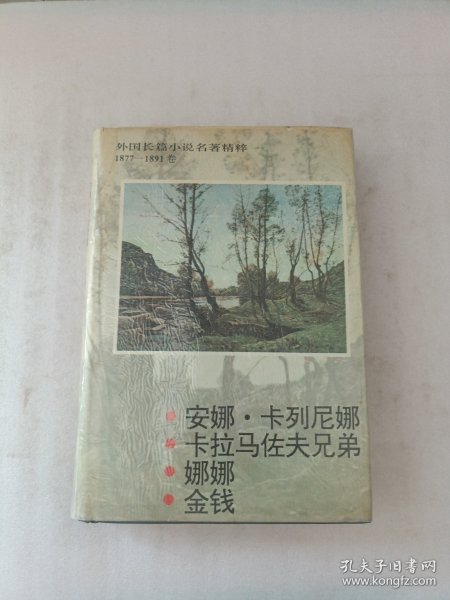 外国长篇小说名著精粹
1877—1891卷
安娜·卡列尼娜
卡拉马佐夫兄弟
娜娜
金钱
孔夫子旧书网
www.kongfz.com